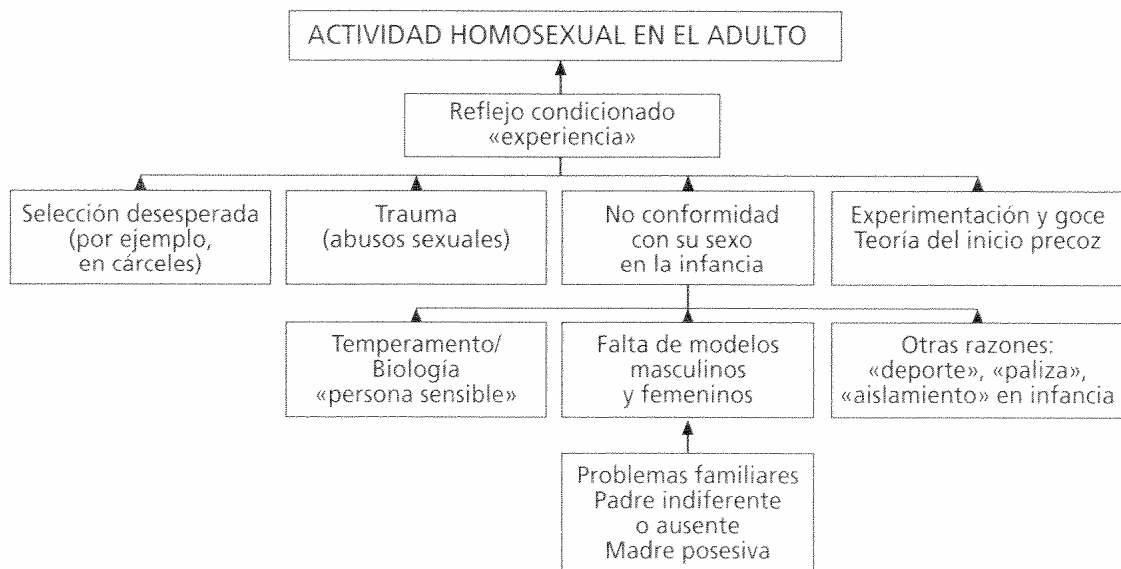 ACTIVIDAD HOMOSEXUAL EN EL ADULTO
Reflejo condicionado
«experiencia»
Selección desesperada
(por ejemplo,
en cárceles)
Trauma
(abusos sexuales)
No conformidad
con su sexo
en la infancia
Experimentación y goce
Teoría del inicio precoz
Temperamento/
Biología
«persona sensible»
Falta de modelos
masculinos
y femeninos
Otras razones:
«deporte», «paliza»,
«aislamiento» en infancia
Problemas familiares
Padre indiferente
o ausente
Madre posesiva